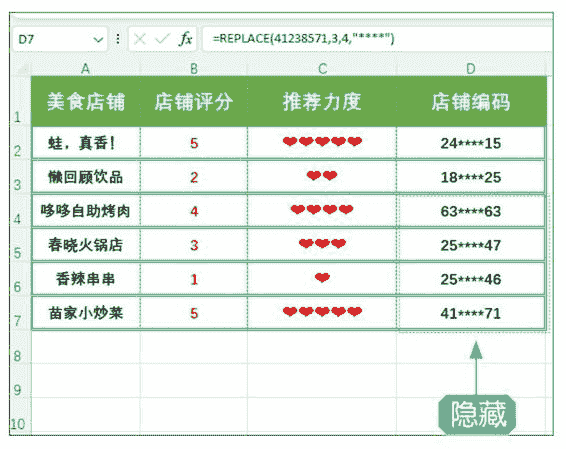 D7 fx =REPLACE(41238571,3,4,"****")
A B C D
1 美食店铺 店铺评分 推荐力度 店铺编码
2 蛙，真香！ 5 ❤❤❤❤❤ 24****15
3 懒回顾饮品 2 ❤❤ 18****25
4 哆哆自助烤肉 4 ❤❤❤❤ 63****63
5 春晓火锅店 3 ❤❤❤ 25****47
6 香辣串串 1 ❤ 25****46
7 苗家小炒菜 5 ❤❤❤❤❤ 41****71
8
9
10 隐藏